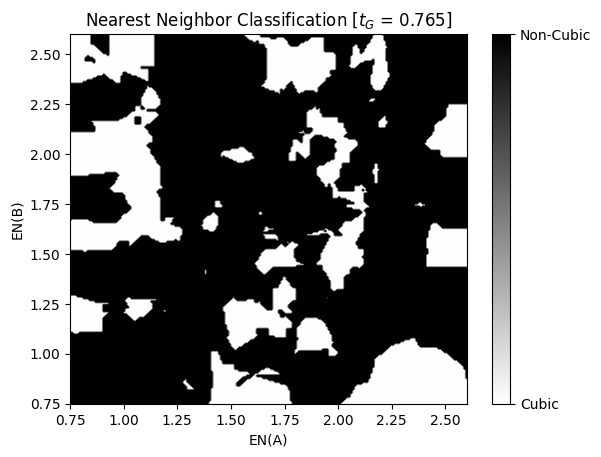 Nearest Neighbor Classification [$t_G$ = 0.765]
2.50
2.25
2.00
1.75
1.50
1.25
1.00
0.75
EN(B)
0.75 1.00 1.25 1.50 1.75 2.00 2.25 2.50
EN(A)
Non-Cubic
Cubic